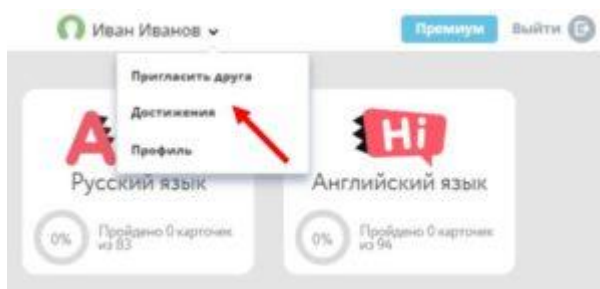 Иван Иванов
Премиум
Выйти
Пригласить друга
Достижения
Профиль
А
Русский язык
0%
Пройдено 0 карточек
из 83
Hi
Английский язык
0%
Пройдено 0 карточек
из 94